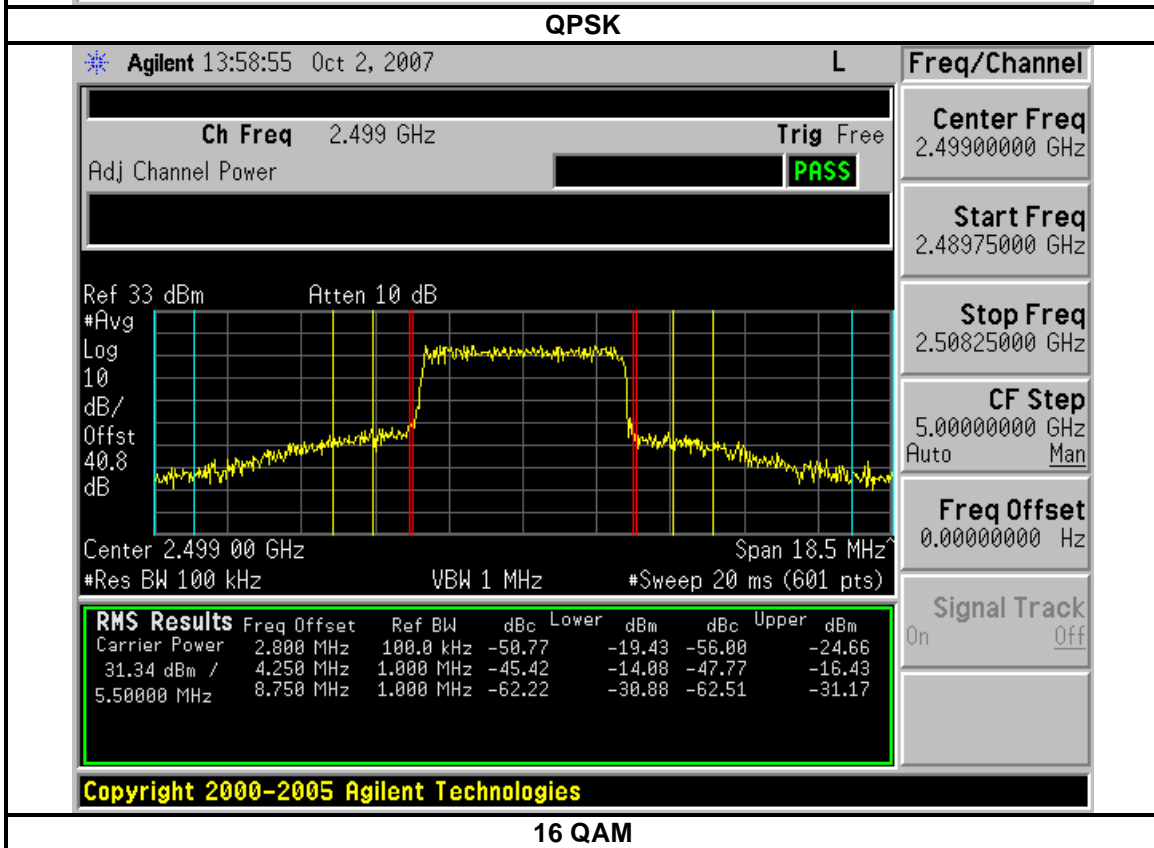 QPSK
Agilent 13:58:55 Oct 2, 2007 L Freq/Channel
Ch Freq 2.499 GHz Trig Free
Adj Channel Power PASS
Center Freq
2.49900000 GHz
Start Freq
2.48975000 GHz
Stop Freq
2.50825000 GHz
CF Step
5.00000000 GHz
Auto Man
Freq Offset
0.00000000 Hz
Signal Track
On Off
Ref 33 dBm Atten 10 dB
#Avg
Log
10
dB/
Offst
40.8
dB
Center 2.499 00 GHz Span 18.5 MHz^
#Res BW 100 kHz VBW 1 MHz #Sweep 20 ms (601 pts)
RMS Results Freq Offset Ref BW dBc Lower dBm dBc Upper dBm
Carrier Power 2.800 MHz 100.0 kHz -50.77 -19.43 -56.00 -24.66
31.34 dBm / 4.250 MHz 1.000 MHz -45.42 -14.08 -47.77 -16.43
5.50000 MHz 8.750 MHz 1.000 MHz -62.22 -30.88 -62.51 -31.17
Copyright 2000-2005 Agilent Technologies
16 QAM